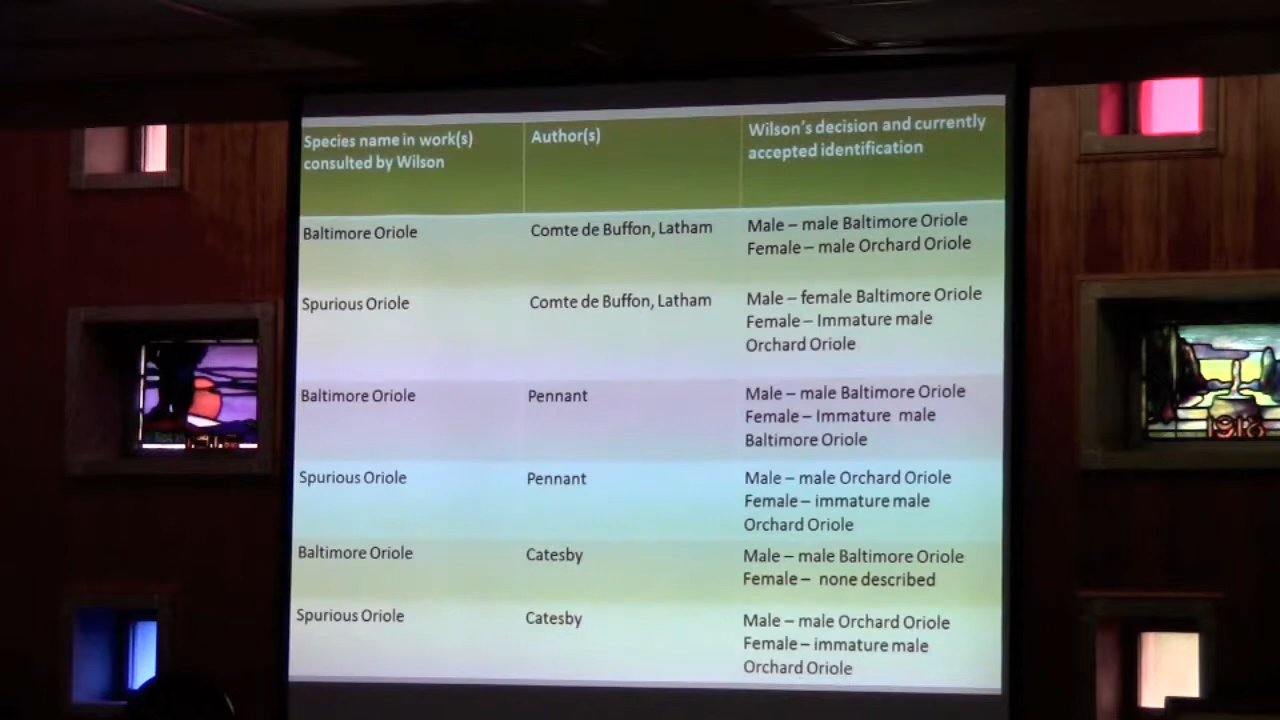 Species name in work(s)
consulted by Wilson
Author(s)
Wilson's decision and currently
accepted identification
Baltimore Oriole
Comte de Buffon, Latham
Male – male Baltimore Oriole
Female – male Orchard Oriole
Spurious Oriole
Comte de Buffon, Latham
Male – female Baltimore Oriole
Female – Immature male
Orchard Oriole
Baltimore Oriole
Pennant
Male – male Baltimore Oriole
Female – Immature male
Baltimore Oriole
Spurious Oriole
Pennant
Male – male Orchard Oriole
Female – immature male
Orchard Oriole
Baltimore Oriole
Catesby
Male – male Baltimore Oriole
Female – none described
Spurious Oriole
Catesby
Male – male Orchard Oriole
Female – immature male
Orchard Oriole
1918